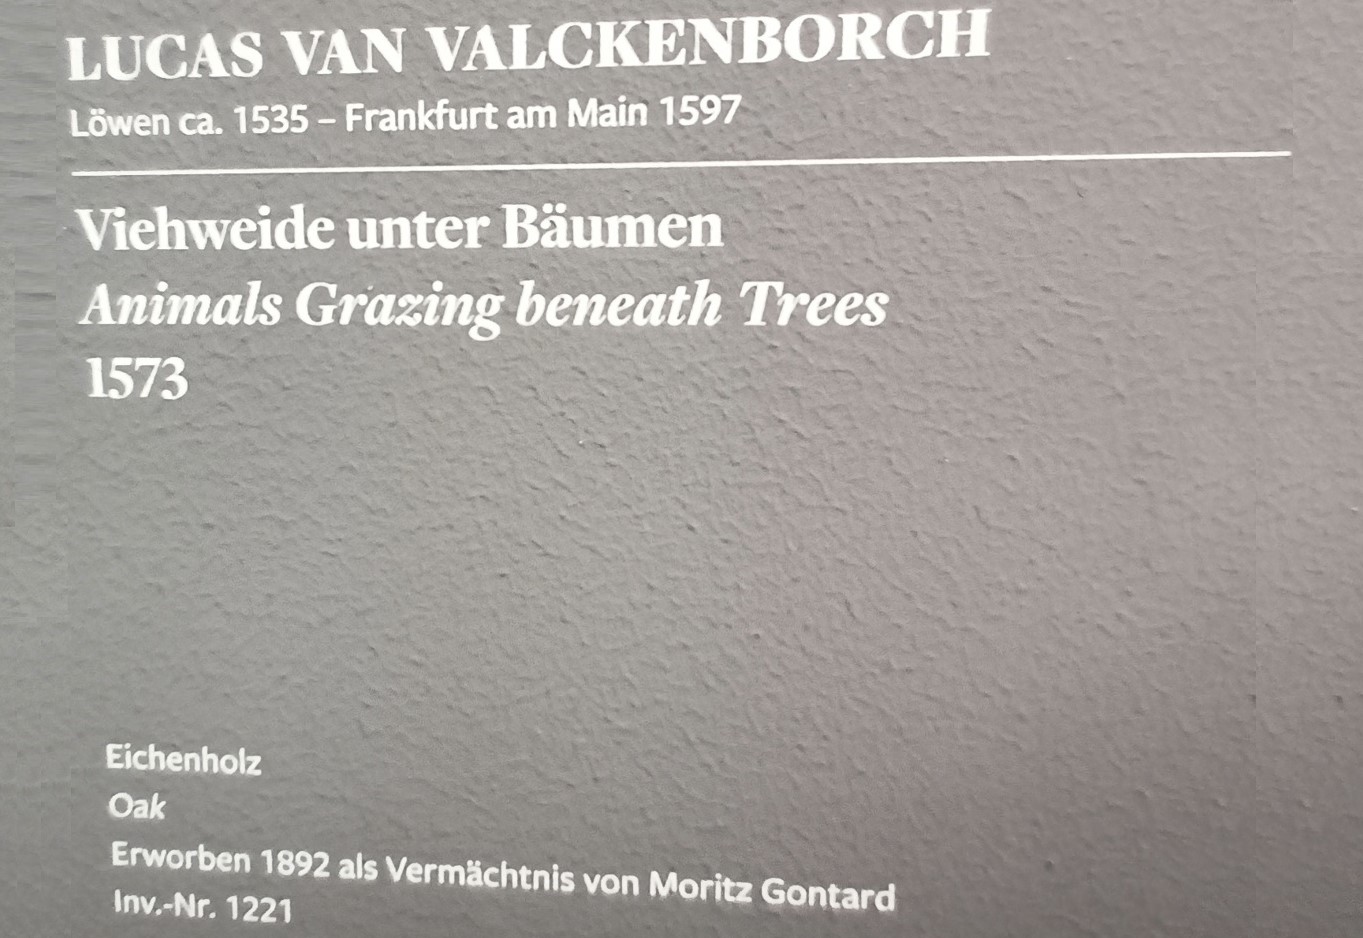 LUCAS VAN VALCKENBORCH
Löwen ca. 1535 – Frankfurt am Main 1597
Viehweide unter Bäumen
Animals Grazing beneath Trees
1573
Eichenholz
Oak
Erworben 1892 als Vermächtnis von Moritz Gontard
Inv.-Nr. 1221